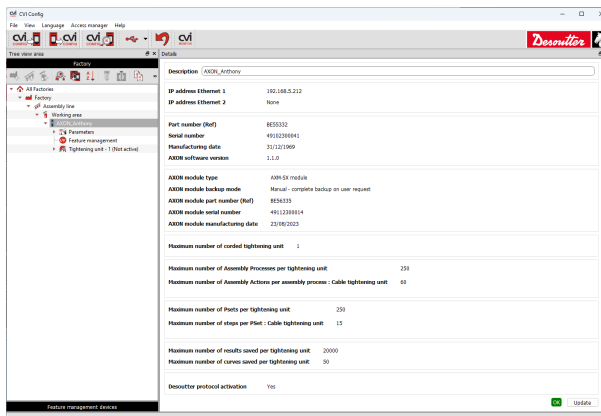 CVI Config
File View Language Access manager Help
CVI
CONFIG
CVI
CONFIG
CVI
CONFIG
CVI
MONITOR
Desoutter
Tree view area
Details
Factory
Description AXON_Anthony
All Factories
Factory
Assembly line
Working area
AXON_Anthony
Parameters
Feature management
Tightening unit - 1 (Not active)
IP address Ethernet 1 192.168.5.212
IP address Ethernet 2 None
Part number (Ref) BE55332
Serial number 49102300041
Manufacturing date 31/12/1969
AXON software version 1.1.0
AXON module type AXM-SX module
AXON module backup mode Manual - complete backup on user request
AXON module part number (Ref) BE56335
AXON module serial number 49112300014
AXON module manufacturing date 23/08/2023
Maximum number of corded tightening unit 1
Maximum number of Assembly Processes per tightening unit 250
Maximum number of Assembly Actions per assembly process : Cable tightening unit 60
Maximum number of Psets per tightening unit 250
Maximum number of steps per PSet : Cable tightening unit 15
Maximum number of results saved per tightening unit 20000
Maximum number of curves saved per tightening unit 50
Desoutter protocol activation Yes
OK Update
Feature management devices